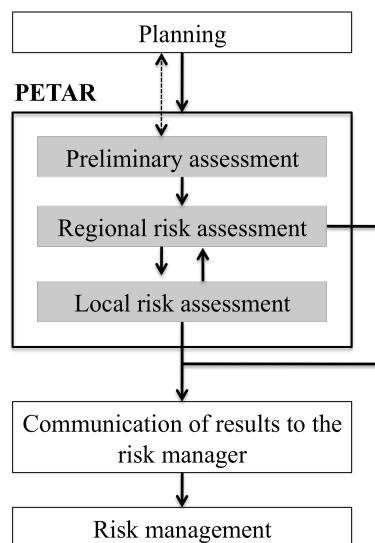 Planning
PETAR
Preliminary assessment
Regional risk assessment
Local risk assessment
Communication of results to the
risk manager
Risk management